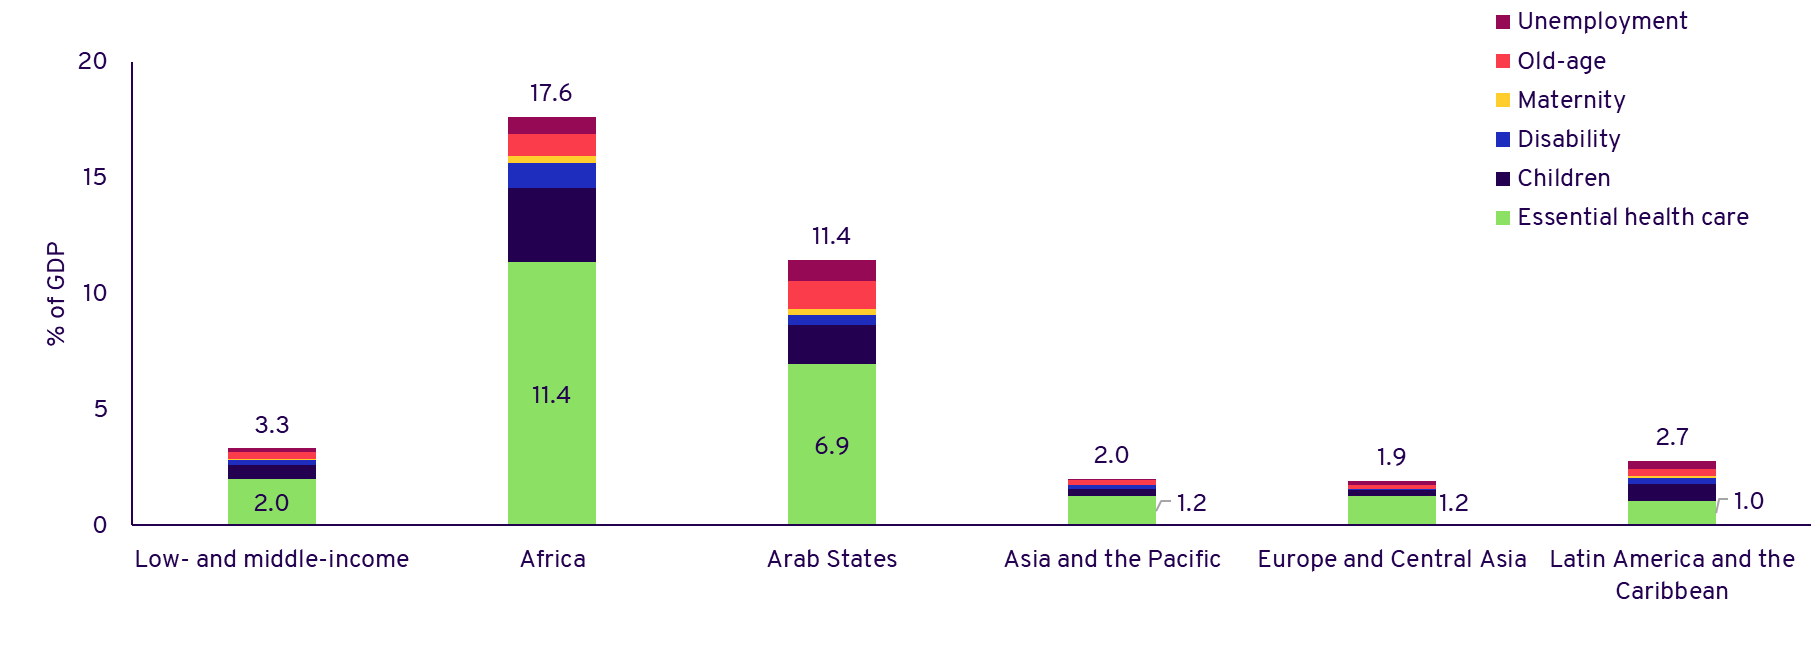 Unemployment
Old-age
Maternity
Disability
Children
Essential health care
% of GDP
20
15
10
5
0
3.3
2.0
17.6
11.4
11.4
6.9
2.0
1.2
1.9
1.2
2.7
1.0
Low- and middle-income
Africa
Arab States
Asia and the Pacific
Europe and Central Asia
Latin America and the
Caribbean